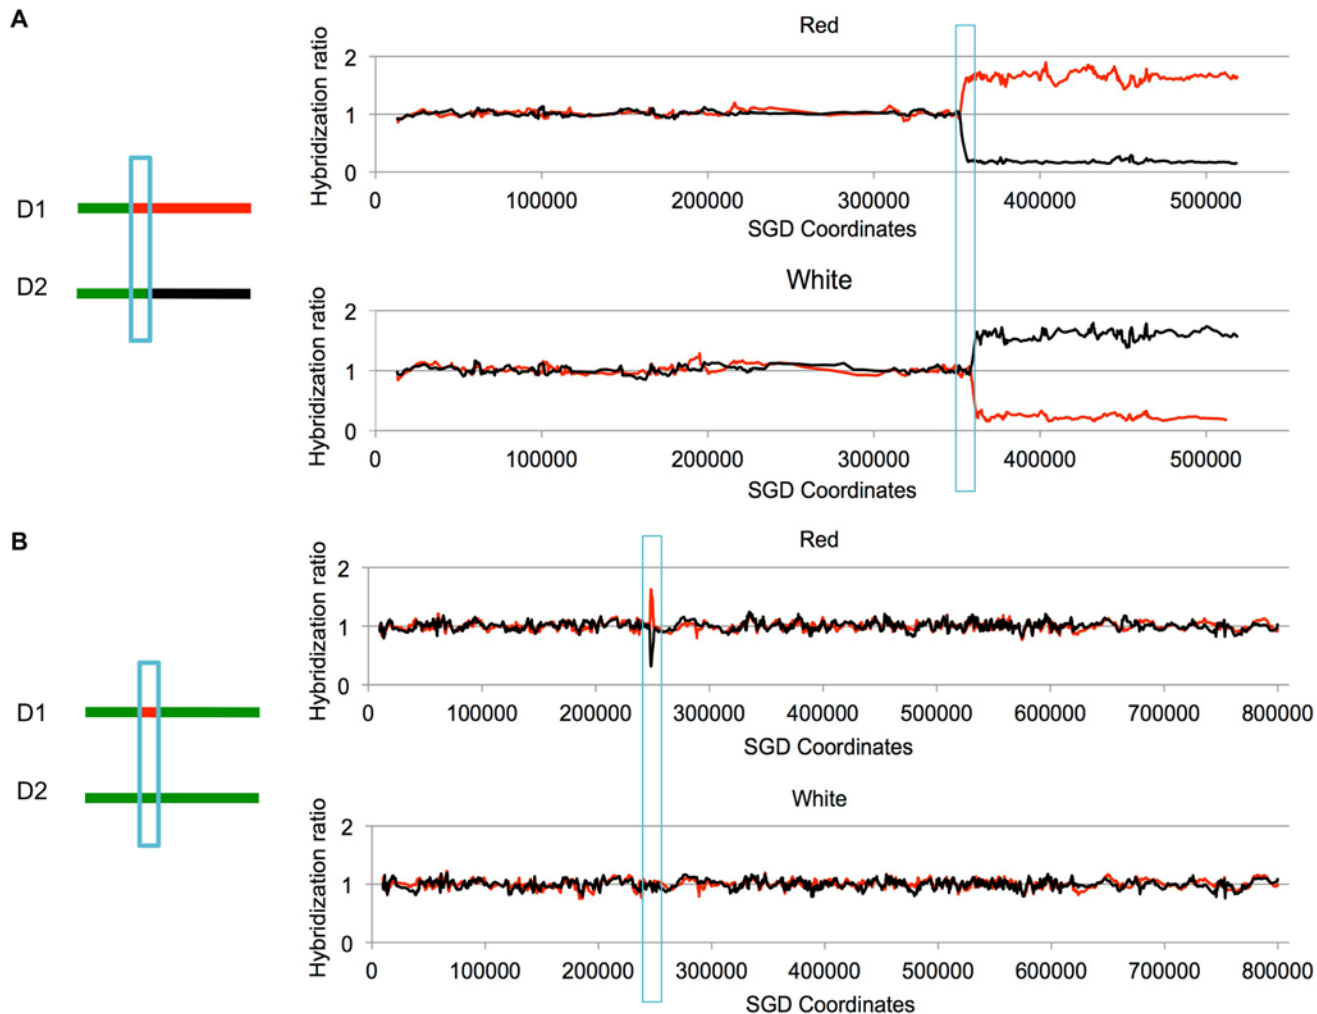 A
Red
Hybridization ratio
2
1
0
0 100000 200000 300000 400000 500000
SGD Coordinates
D1
D2
White
Hybridization ratio
2
1
0
0 100000 200000 300000 400000 500000
SGD Coordinates
B
Red
Hybridization ratio
2
1
0
0 100000 200000 300000 400000 500000 600000 700000 800000
SGD Coordinates
D1
D2
White
Hybridization ratio
2
1
0
0 100000 200000 300000 400000 500000 600000 700000 800000
SGD Coordinates